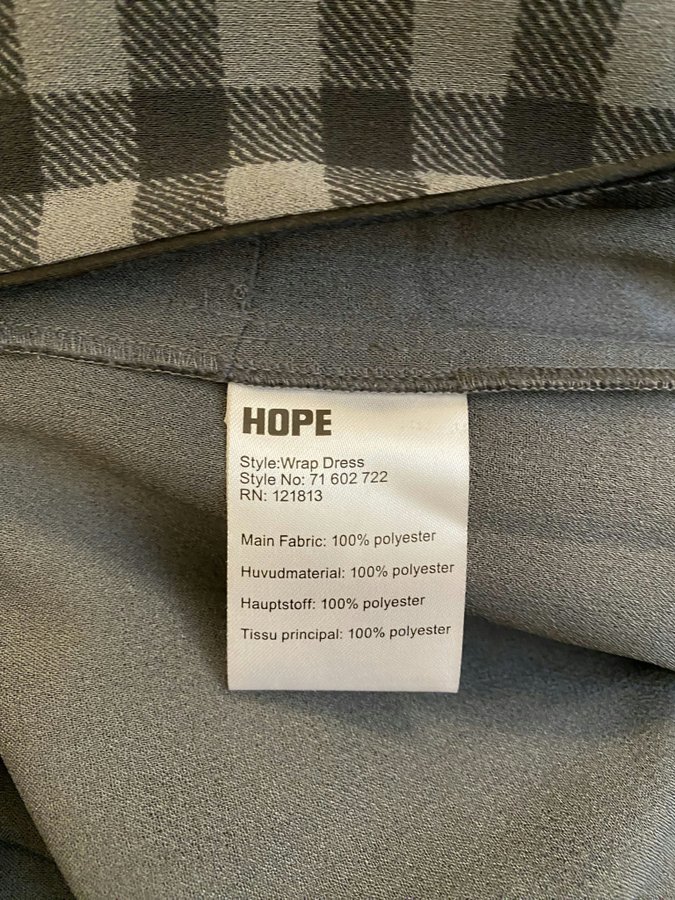 HOPE
Style:Wrap Dress
Style No: 71 602 722
RN: 121813
Main Fabric: 100% polyester
Huvudmaterial: 100% polyester
Hauptstoff: 100% polyester
Tissu principal: 100% polyester